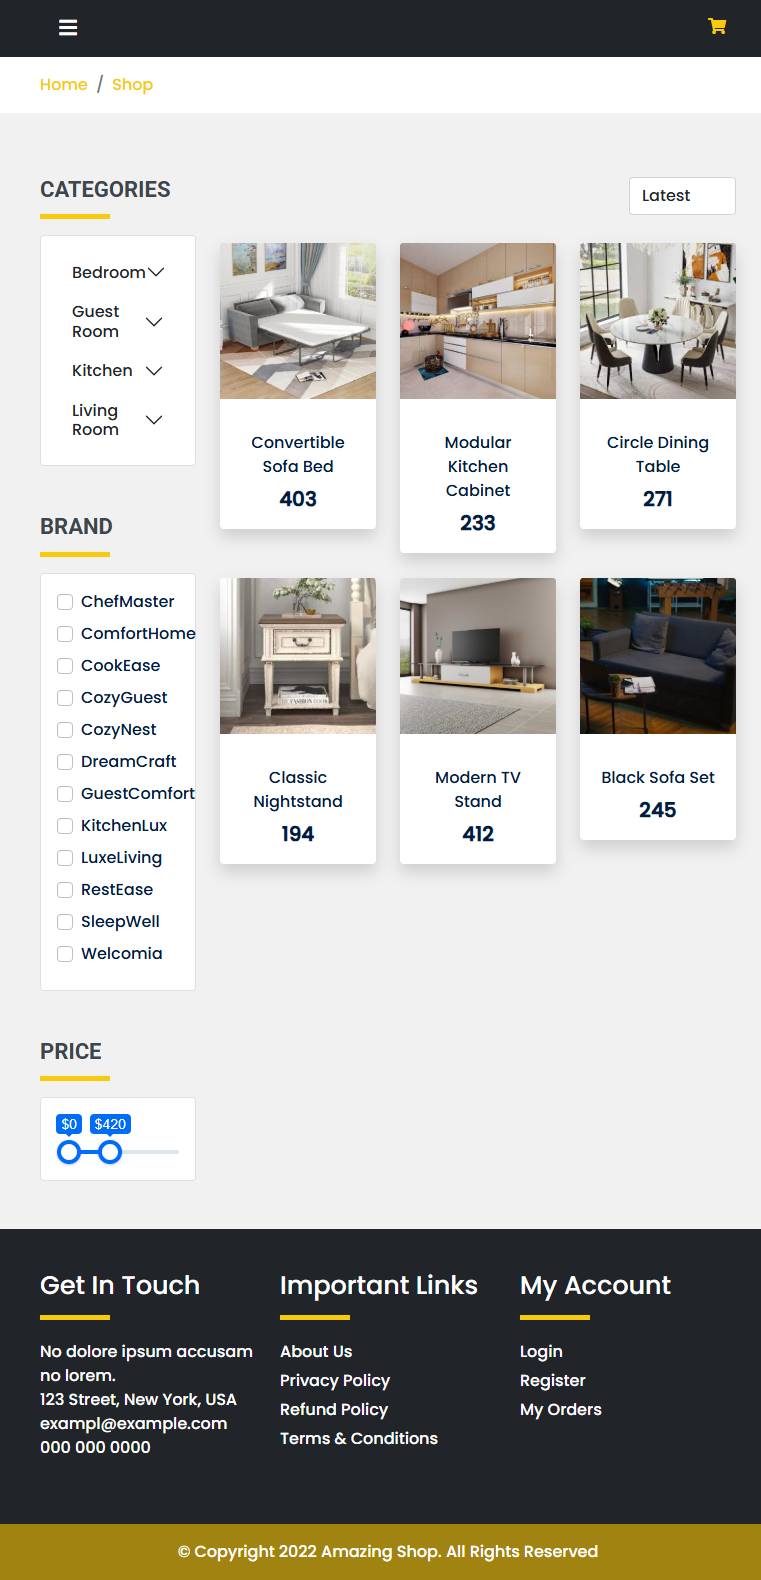 Home / Shop
CATEGORIES
Latest
Bedroom
Guest
Room
Kitchen
Living
Room
BRAND
ChefMaster
ComfortHome
CookEase
CozyGuest
CozyNest
DreamCraft
GuestComfort
KitchenLux
LuxeLiving
RestEase
SleepWell
Welcomia
PRICE
$0 $420
Convertible
Sofa Bed
403
Modular
Kitchen
Cabinet
233
Circle Dining
Table
271
Classic
Nightstand
194
Modern TV
Stand
412
Black Sofa Set
245
Get In Touch
No dolore ipsum accusam
no lorem.
123 Street, New York, USA
exampl@example.com
000 000 0000
Important Links
About Us
Privacy Policy
Refund Policy
Terms & Conditions
My Account
Login
Register
My Orders
© Copyright 2022 Amazing Shop. All Rights Reserved